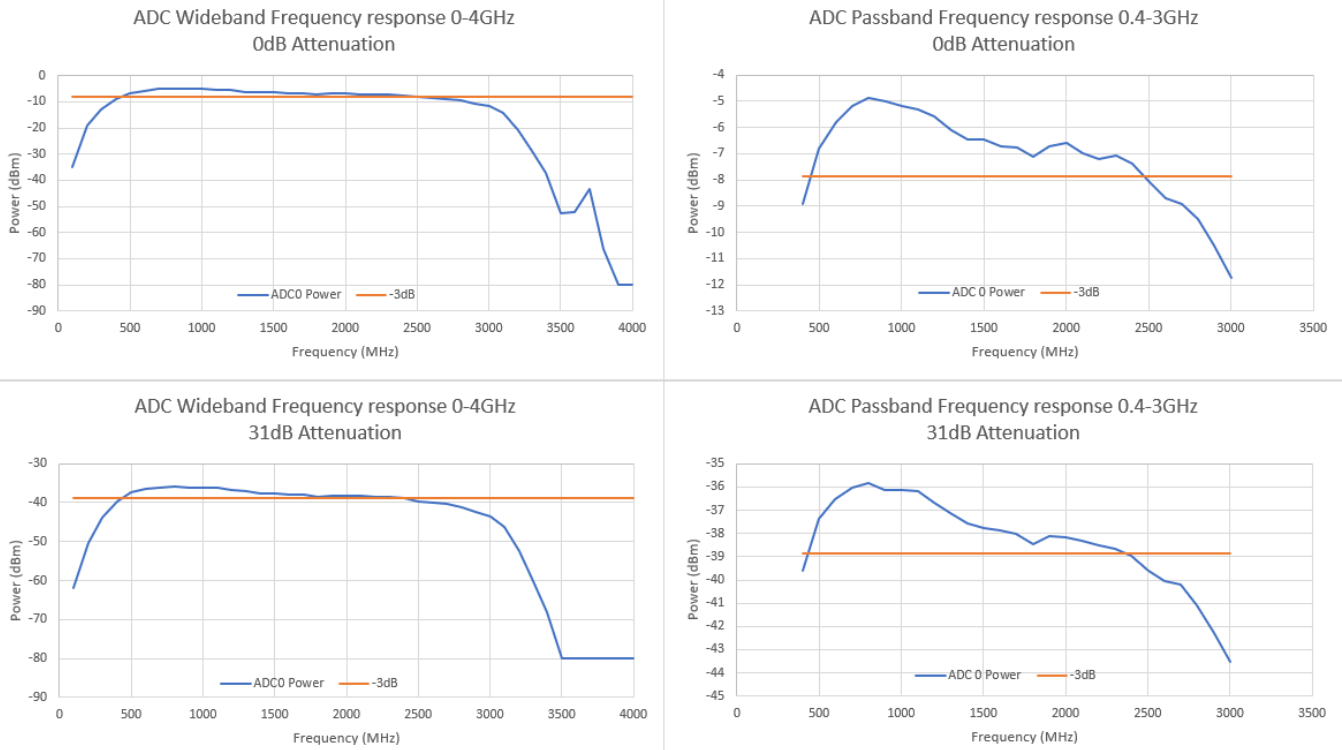 ADC Wideband Frequency response 0-4GHz
0dB Attenuation
0
-10
-20
-30
-40
-50
-60
-70
-80
-90
Power (dBm)
ADC0 Power
-3dB
0 500 1000 1500 2000 2500 3000 3500 4000
Frequency (MHz)
ADC Passband Frequency response 0.4-3GHz
0dB Attenuation
-4
-5
-6
-7
-8
-9
-10
-11
-12
-13
Power (dBm)
ADC 0 Power
-3dB
0 500 1000 1500 2000 2500 3000 3500
Frequency (MHz)
ADC Wideband Frequency response 0-4GHz
31dB Attenuation
-30
-40
-50
-60
-70
-80
-90
Power (dBm)
ADC0 Power
-3dB
0 500 1000 1500 2000 2500 3000 3500 4000
Frequency (MHz)
ADC Passband Frequency response 0.4-3GHz
31dB Attenuation
-35
-36
-37
-38
-39
-40
-41
-42
-43
-44
-45
Power (dBm)
ADC 0 Power
-3dB
0 500 1000 1500 2000 2500 3000 3500
Frequency (MHz)